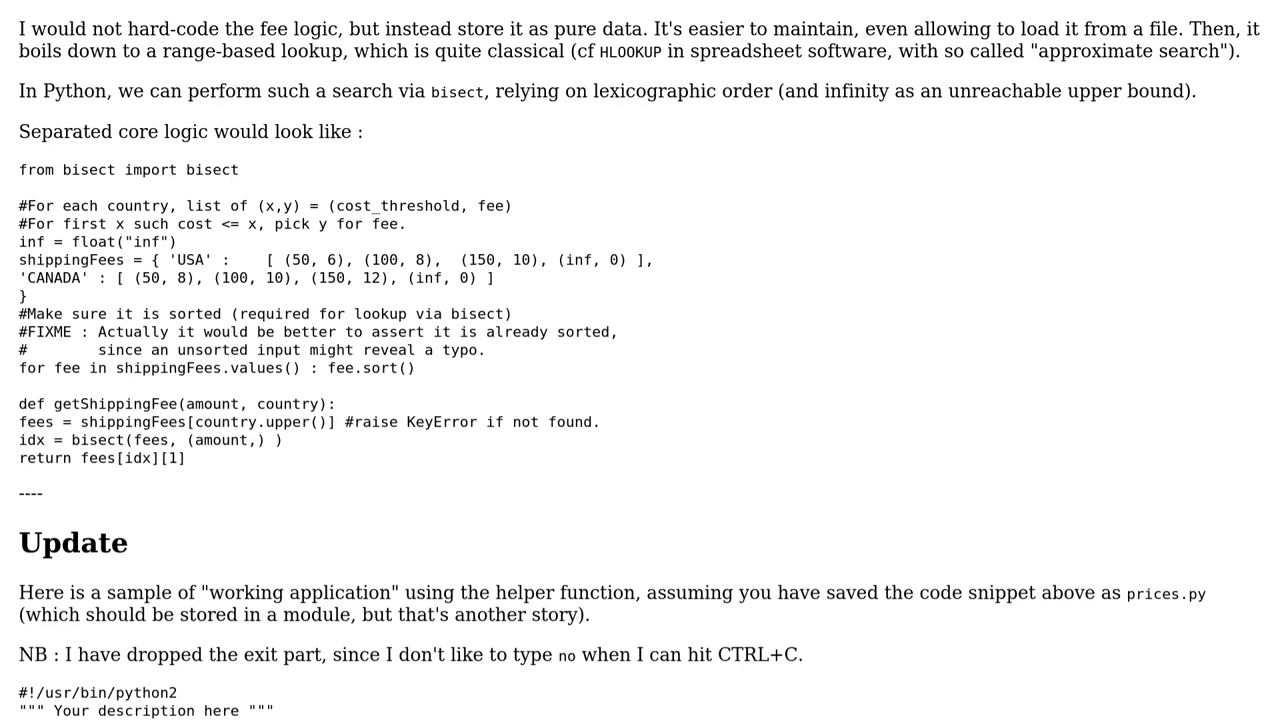 I would not hard-code the fee logic, but instead store it as pure data. It's easier to maintain, even allowing to load it from a file. Then, it
boils down to a range-based lookup, which is quite classical (cf HLOOKUP in spreadsheet software, with so called "approximate search").
In Python, we can perform such a search via bisect, relying on lexicographic order (and infinity as an unreachable upper bound).
Separated core logic would look like :
from bisect import bisect
#For each country, list of (x,y) = (cost_threshold, fee)
#For first x such cost <= x, pick y for fee.
inf = float("inf")
shippingFees = { 'USA' :    [ (50, 6), (100, 8),  (150, 10), (inf, 0) ],
'CANADA' : [ (50, 8), (100, 10), (150, 12), (inf, 0) ]
}
#Make sure it is sorted (required for lookup via bisect)
#FIXME : Actually it would be better to assert it is already sorted,
#        since an unsorted input might reveal a typo.
for fee in shippingFees.values() : fee.sort()
def getShippingFee(amount, country):
fees = shippingFees[country.upper()] #raise KeyError if not found.
idx = bisect(fees, (amount,) )
return fees[idx][1]
----
Update
Here is a sample of "working application" using the helper function, assuming you have saved the code snippet above as prices.py
(which should be stored in a module, but that's another story).
NB : I have dropped the exit part, since I don't like to type no when I can hit CTRL+C.
#!/usr/bin/python2
""" Your description here """